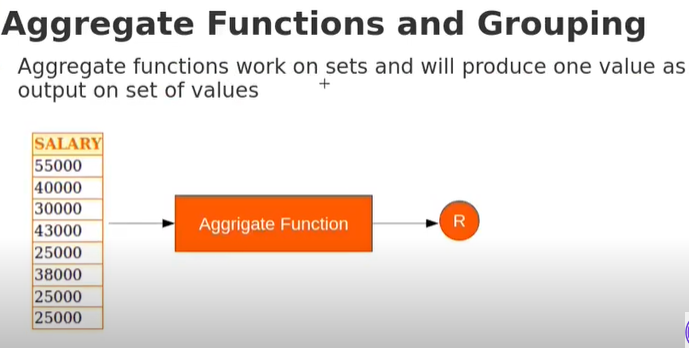 Aggregate Functions and Grouping
Aggregate functions work on sets and will produce one value as
output on set of values
SALARY
55000
40000
30000
43000
25000
38000
25000
25000
Aggrigate Function
R